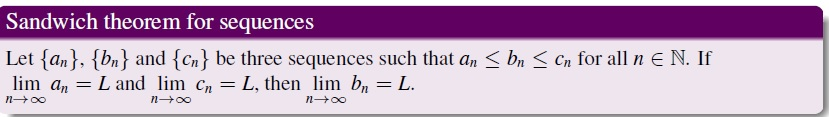 Sandwich theorem for sequences
Let {aₙ}, {bₙ} and {cₙ} be three sequences such that aₙ ≤ bₙ ≤ cₙ for all n ∈ ℕ. If
lim aₙ = L and lim cₙ = L, then lim bₙ = L.
n→∞ n→∞ n→∞